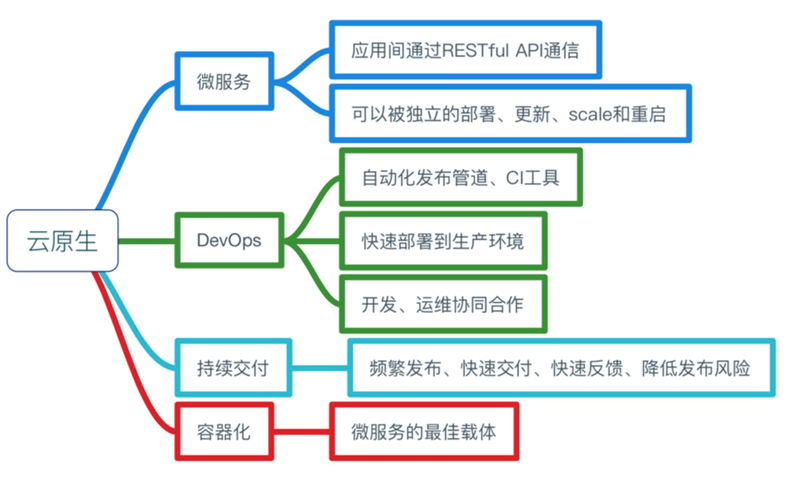 云原生
微服务
应用间通过RESTful API通信
可以被独立的部署、更新、scale和重启
DevOps
自动化发布管道、CI工具
快速部署到生产环境
开发、运维协同合作
持续交付
频繁发布、快速交付、快速反馈、降低发布风险
容器化
微服务的最佳载体